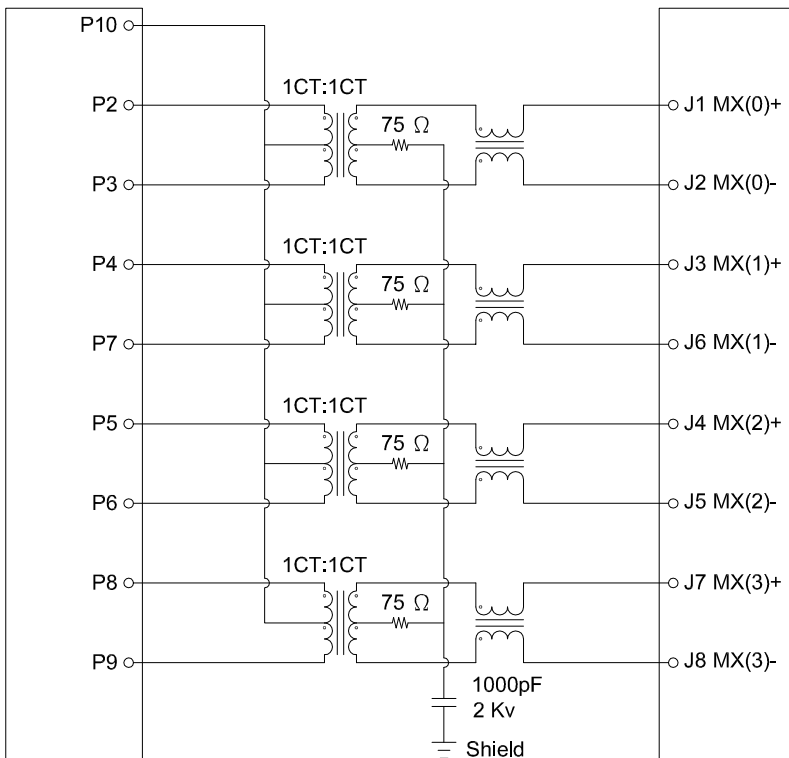 P10
1CT:1CT
P2
75 Ω
J1 MX(0)+
P3
J2 MX(0)-
1CT:1CT
P4
75 Ω
J3 MX(1)+
P7
J6 MX(1)-
1CT:1CT
P5
75 Ω
J4 MX(2)+
P6
J5 MX(2)-
1CT:1CT
P8
75 Ω
J7 MX(3)+
P9
J8 MX(3)-
1000pF
2 Kv
Shield